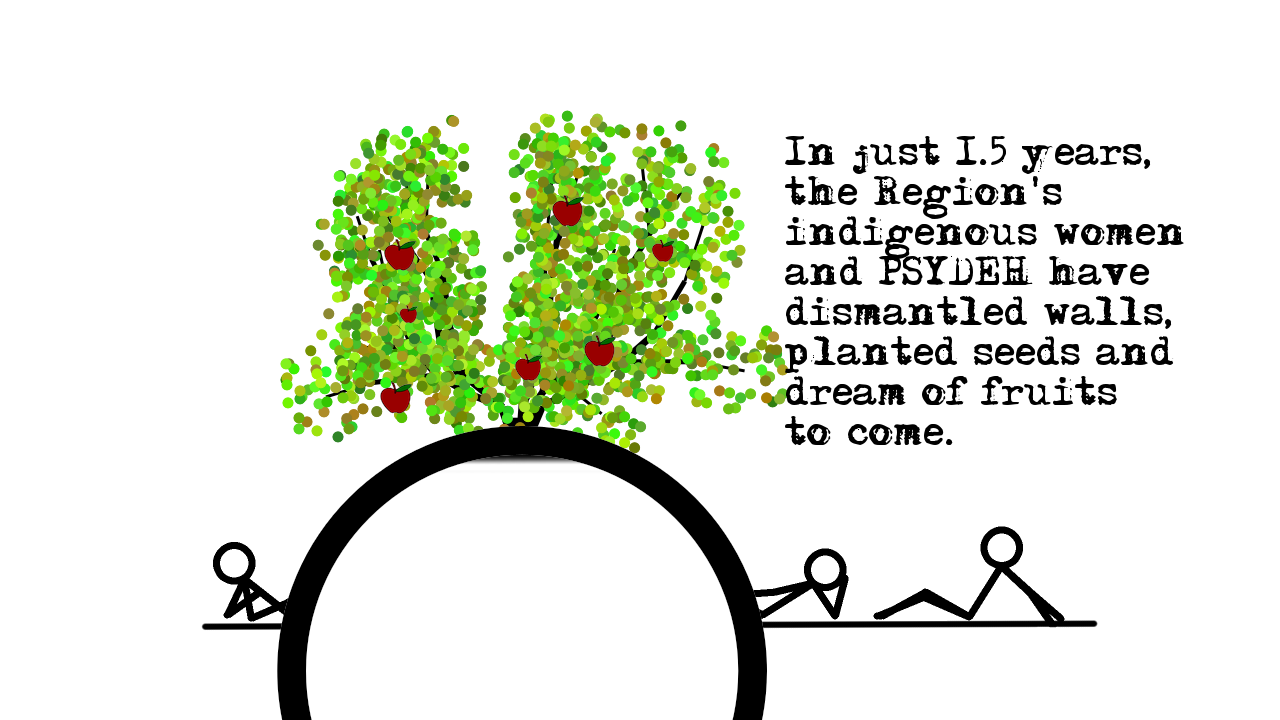 In just 1.5 years,
the Region's
indigenous women
and PSYDEH have
dismantled walls,
planted seeds and
dream of fruits
to come.